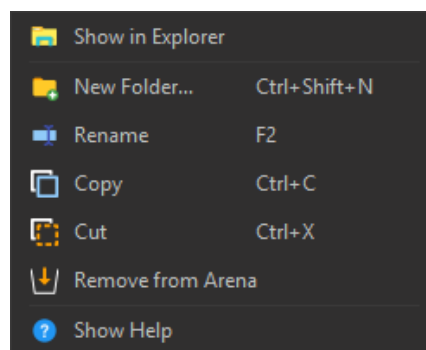 Show in Explorer
New Folder... Ctrl+Shift+N
Rename F2
Copy Ctrl+C
Cut Ctrl+X
Remove from Arena
Show Help